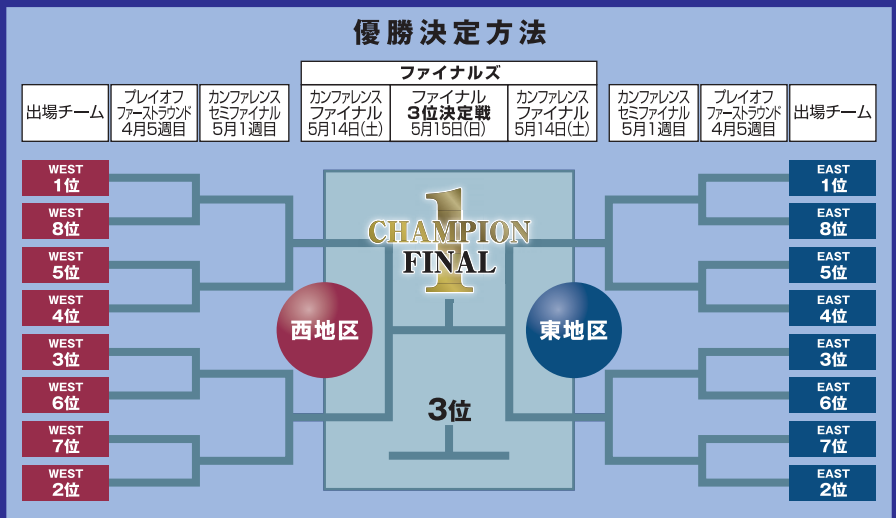 優勝決定方法
ファイナルズ
出場チーム
プレイオフ
ファーストラウンド
4月5週目
カンファレンス
セミファイナル
5月1週目
カンファレンス
ファイナル
5月14日(土)
ファイナル
3位決定戦
5月15日(日)
カンファレンス
ファイナル
5月14日(土)
カンファレンス
セミファイナル
5月1週目
プレイオフ
ファーストラウンド
4月5週目
出場チーム
WEST
1位
WEST
8位
WEST
5位
WEST
4位
WEST
3位
WEST
6位
WEST
7位
WEST
2位
1
CHAMPION
FINAL
西地区
東地区
3位
EAST
1位
EAST
8位
EAST
5位
EAST
4位
EAST
3位
EAST
6位
EAST
7位
EAST
2位